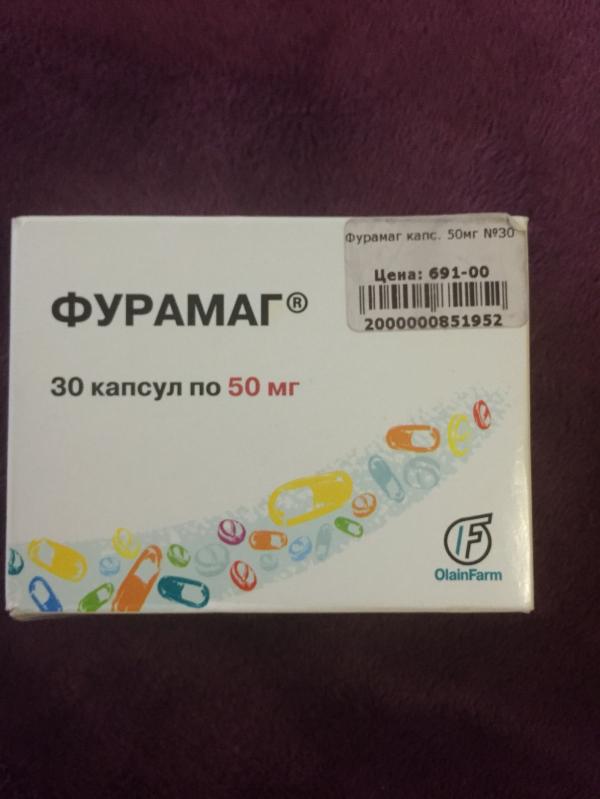 Фурамаг капс. 50мг №30
Цена: 691-00
2000000851952
ФУРАМАГ®
30 капсул по 50 мг
OlainFarm